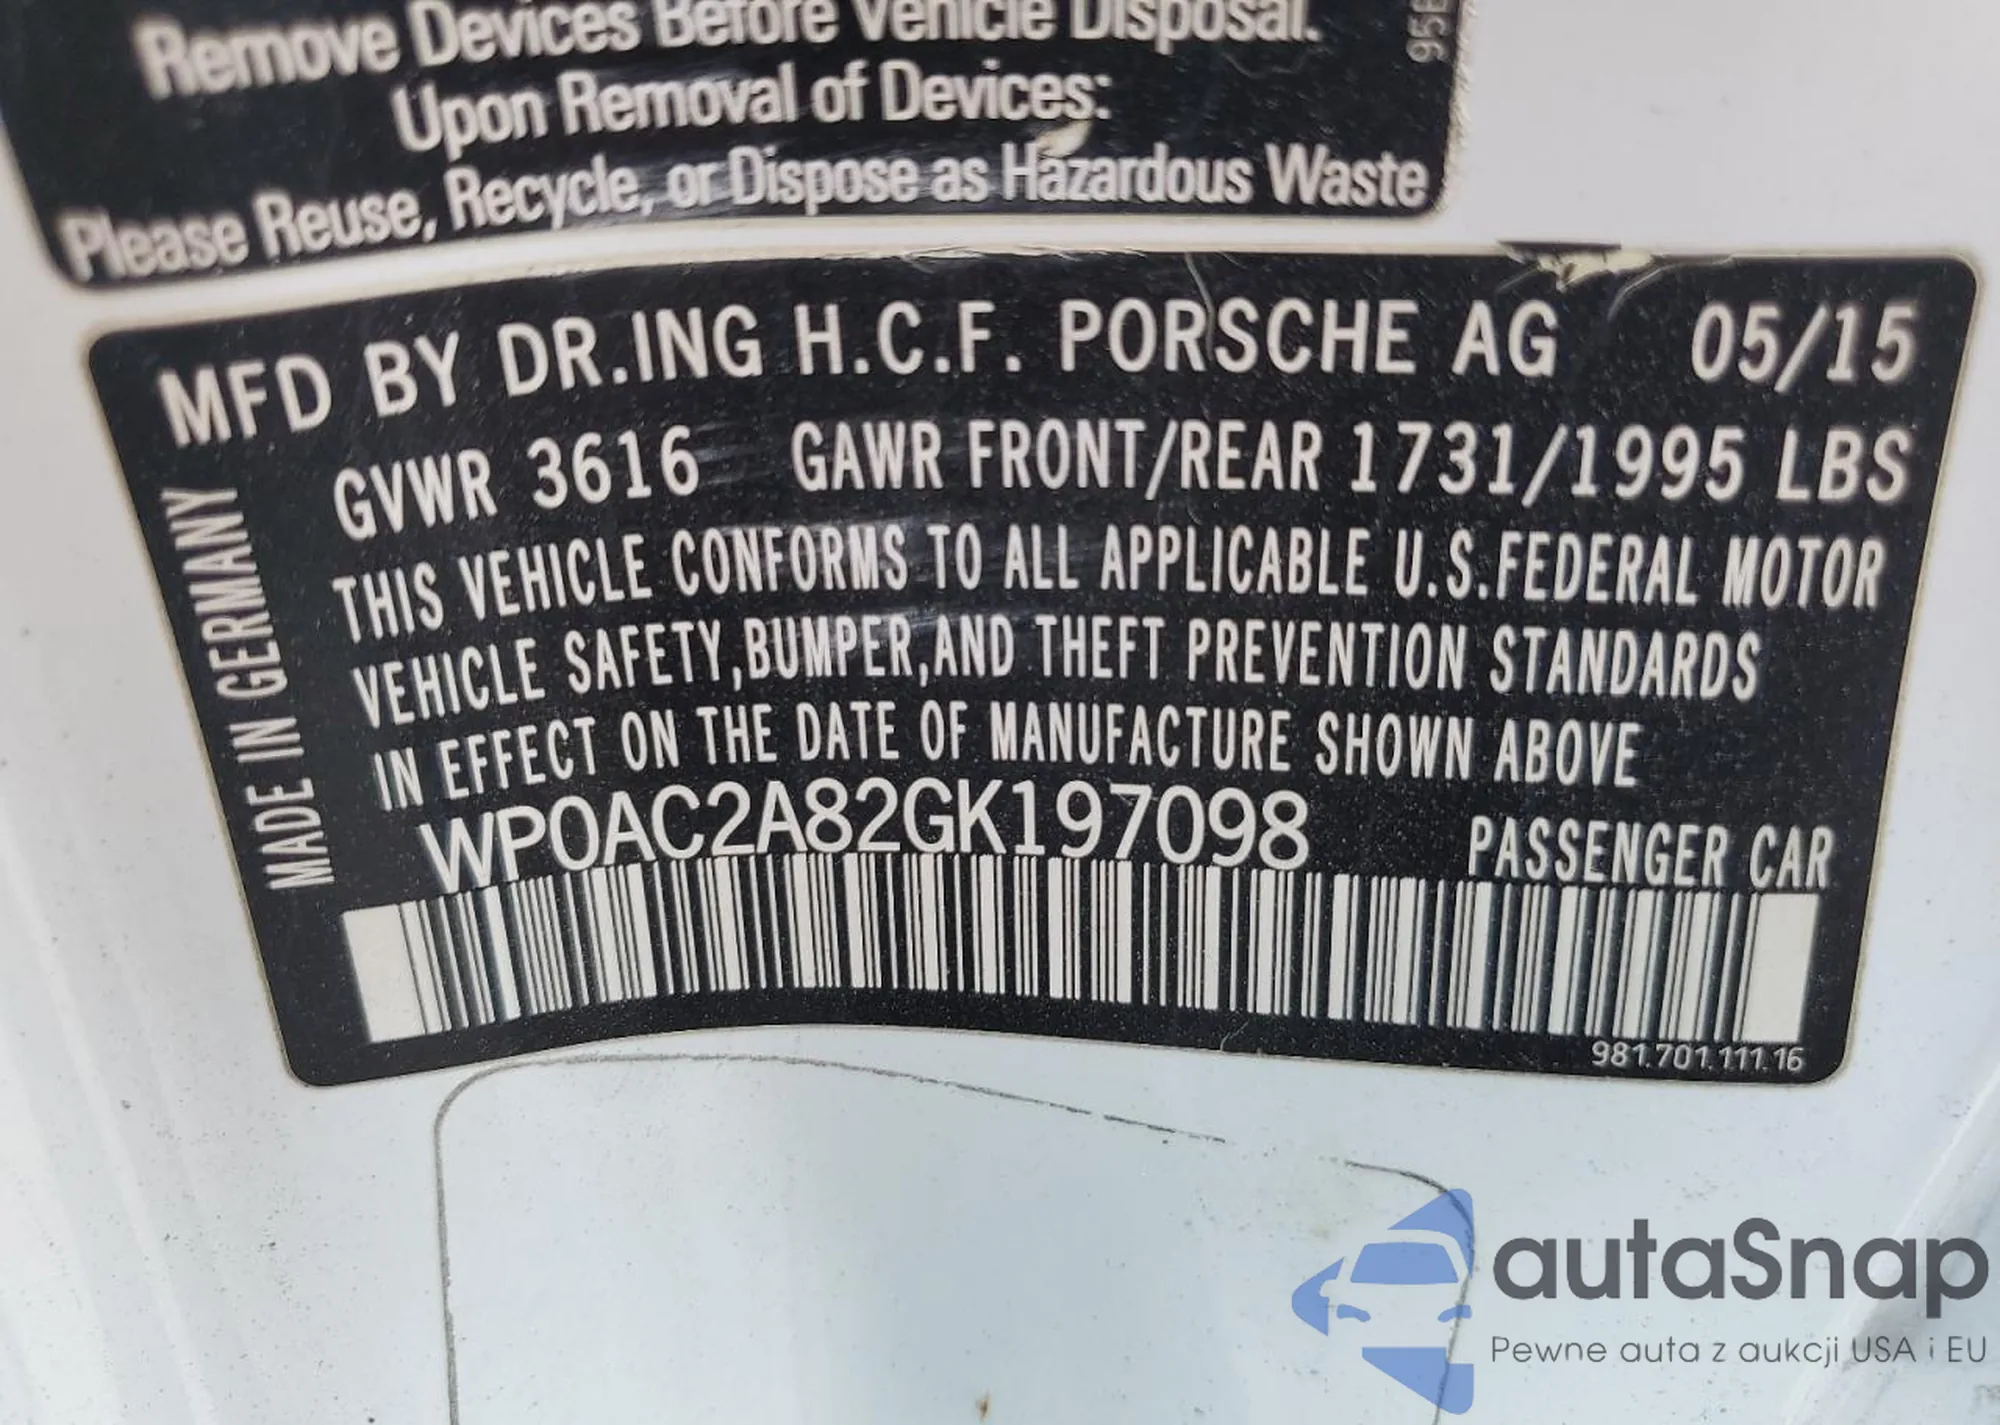 Remove Devices Before Vehicle Disposal.
Upon Removal of Devices:
Please Reuse, Recycle, or Dispose as Hazardous Waste
MFD BY DR.ING H.C.F. PORSCHE AG 05/15
GVWR 3616 GAWR FRONT/REAR 1731/1995 LBS
THIS VEHICLE CONFORMS TO ALL APPLICABLE U.S.FEDERAL MOTOR
VEHICLE SAFETY,BUMPER,AND THEFT PREVENTION STANDARDS
IN EFFECT ON THE DATE OF MANUFACTURE SHOWN ABOVE
WP0AC2A82GK197098 PASSENGER CAR
MADE IN GERMANY
981.701.111.16
autaSnap
Pewne auta z aukcji USA i EU